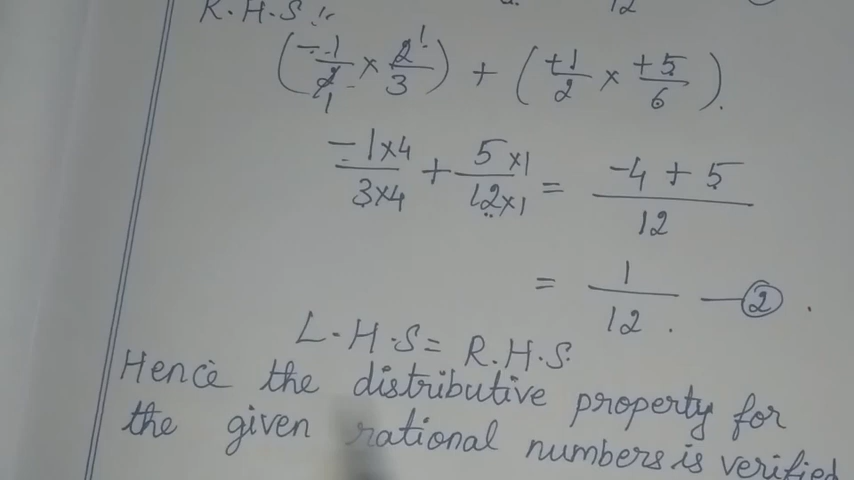 R.H.S :
12
(-1/2 × 2/3) + (+1/2 × +5/6).
-1×4/3×4 + 5×1/12×1 = -4 + 5/12
= 1/12 . — 2 .
L.H.S = R.H.S.
Hence the distributive property for
the given rational numbers is verified